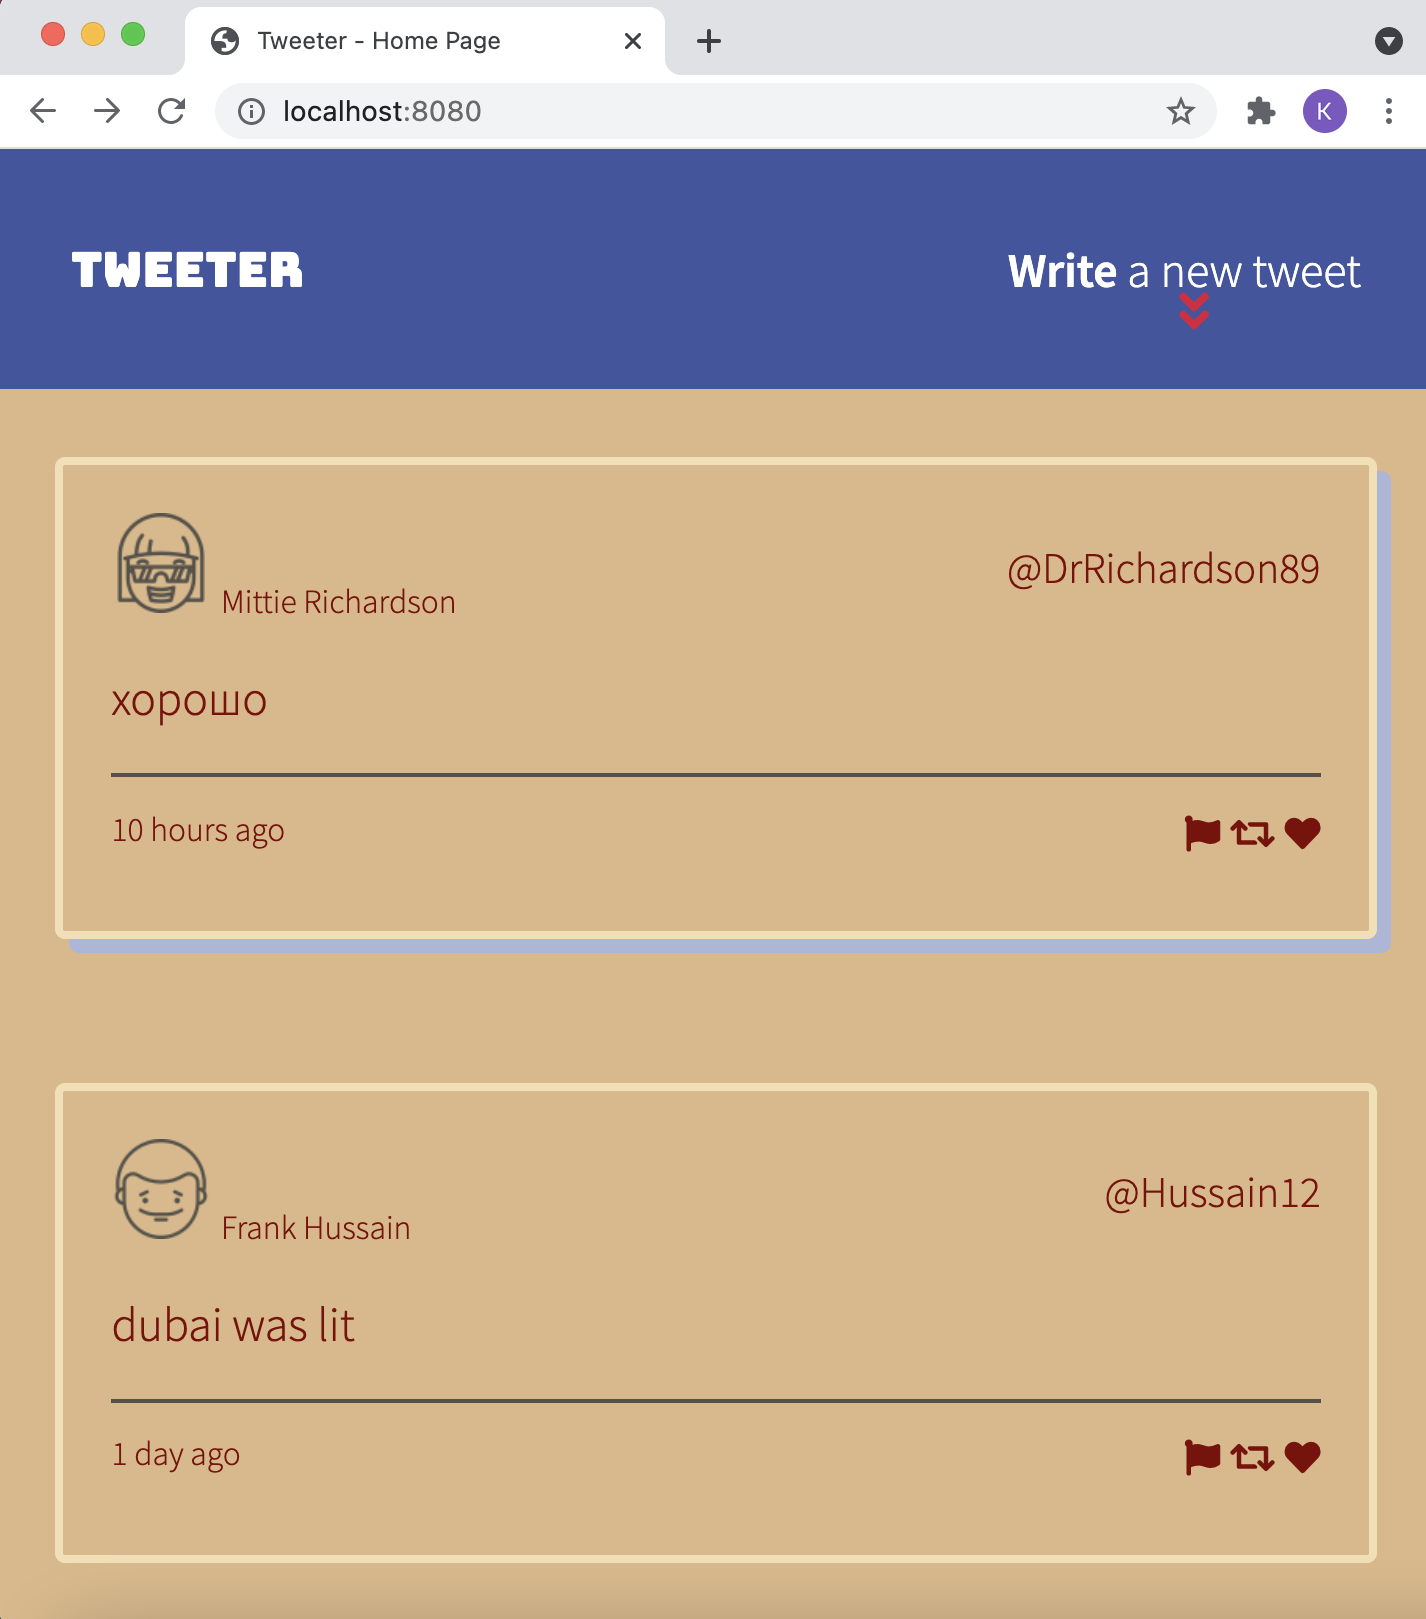 Tweeter - Home Page
localhost:8080
K
TWEETER
Write a new tweet
@DrRichardson89
Mittie Richardson
хорошо
10 hours ago
@Hussain12
Frank Hussain
dubai was lit
1 day ago